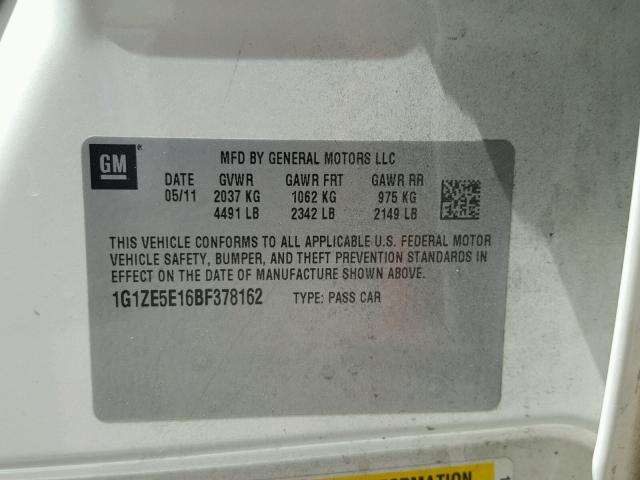 GM
MFD BY GENERAL MOTORS LLC
DATE GVWR GAWR FRT GAWR RR
05/11 2037 KG 1062 KG 975 KG
4491 LB 2342 LB 2149 LB
THIS VEHICLE CONFORMS TO ALL APPLICABLE U.S. FEDERAL MOTOR
VEHICLE SAFETY, BUMPER, AND THEFT PREVENTION STANDARDS IN
EFFECT ON THE DATE OF MANUFACTURE SHOWN ABOVE.
1G1ZE5E16BF378162 TYPE: PASS CAR
INFORMATION